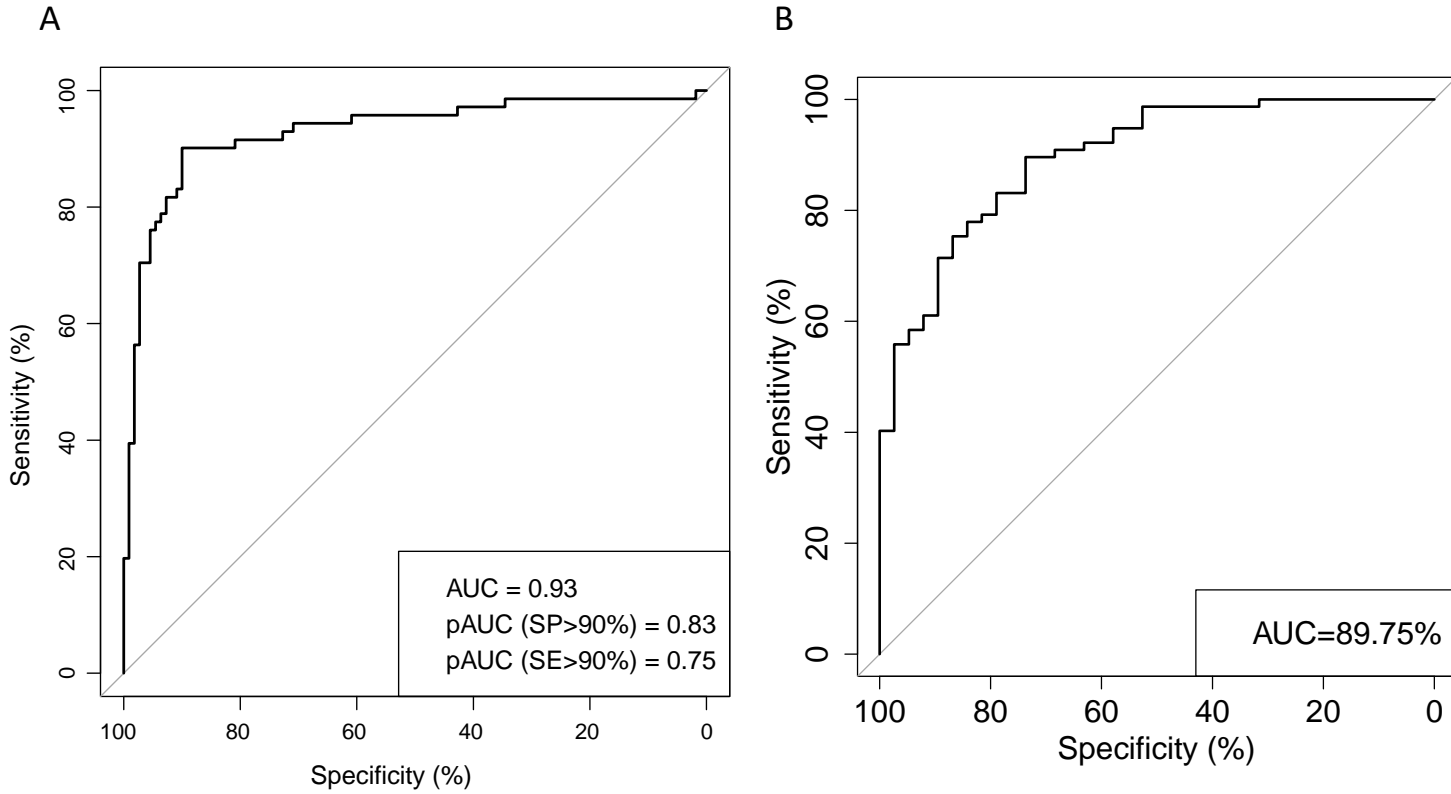 A
100
80
60
40
20
0
Sensitivity (%)
AUC = 0.93
pAUC (SP>90%) = 0.83
pAUC (SE>90%) = 0.75
100 80 60 40 20 0
Specificity (%)
B
100
80
60
40
20
0
Sensitivity (%)
AUC=89.75%
100 80 60 40 20 0
Specificity (%)